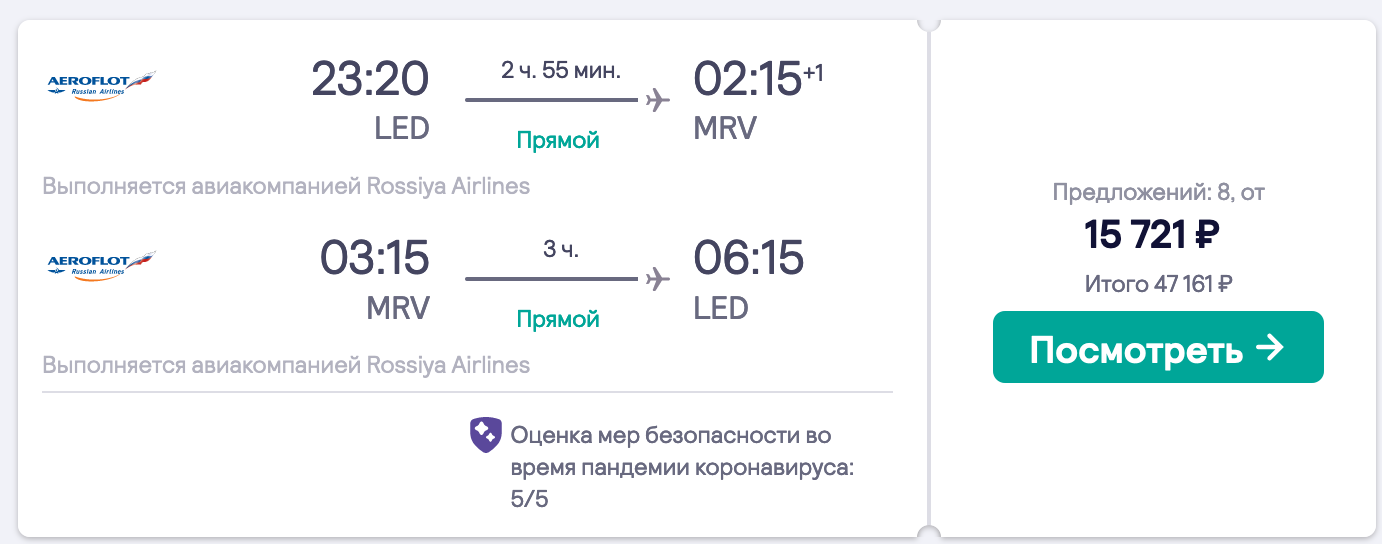 AEROFLOT
Russian Airlines
23:20
LED
2 ч. 55 мин.
Прямой
02:15+1
MRV
Выполняется авиакомпанией Rossiya Airlines
AEROFLOT
Russian Airlines
03:15
MRV
3 ч.
Прямой
06:15
LED
Выполняется авиакомпанией Rossiya Airlines
Оценка мер безопасности во
время пандемии коронавируса:
5/5
Предложений: 8, от
15 721 ₽
Итого 47 161 ₽
Посмотреть →